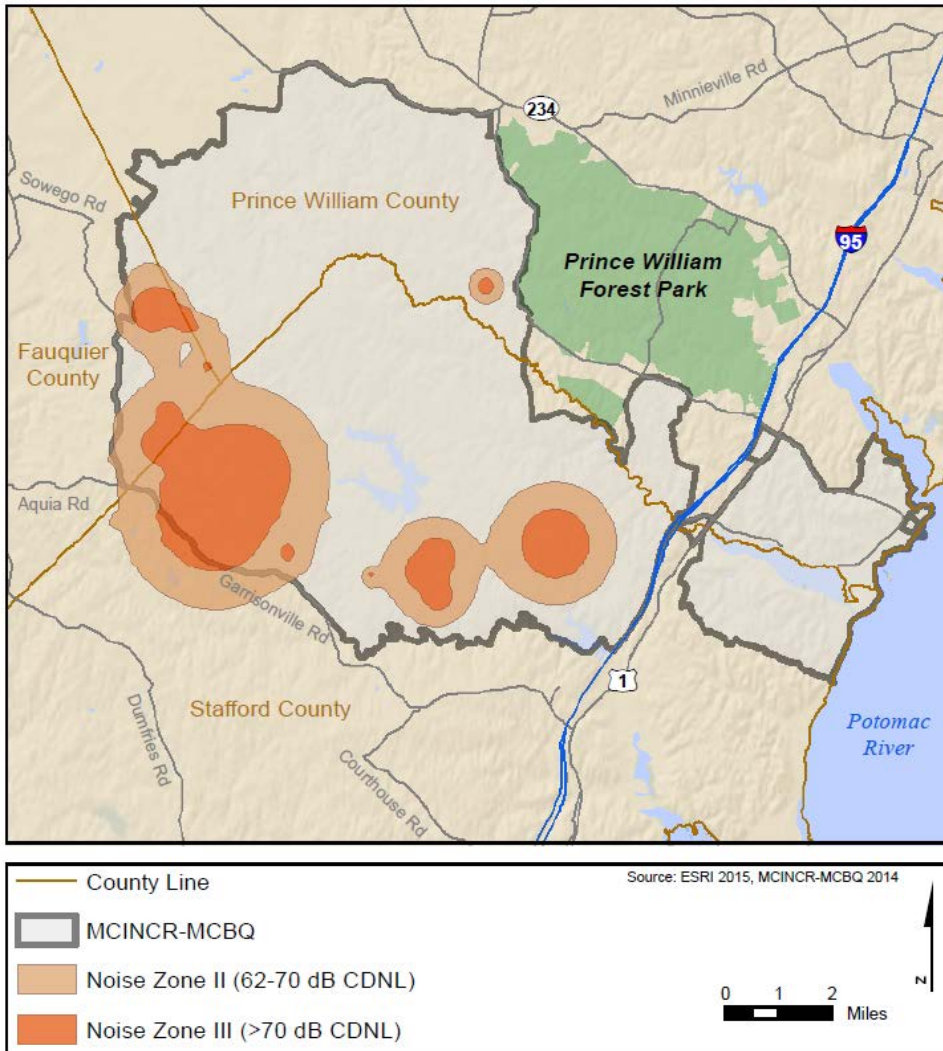 234
Minnieville Rd
Sowego Rd
Prince William County
95
Prince William
Forest Park
Fauquier
County
Aquia Rd
Garrisonville Rd
1
Stafford County
Dumfries Rd
Courthouse Rd
Potomac
River
County Line
Source: ESRI 2015, MCINCR-MCBQ 2014
MCINCR-MCBQ
Noise Zone II (62-70 dB CDNL)
N
0 1 2
Miles
Noise Zone III (>70 dB CDNL)